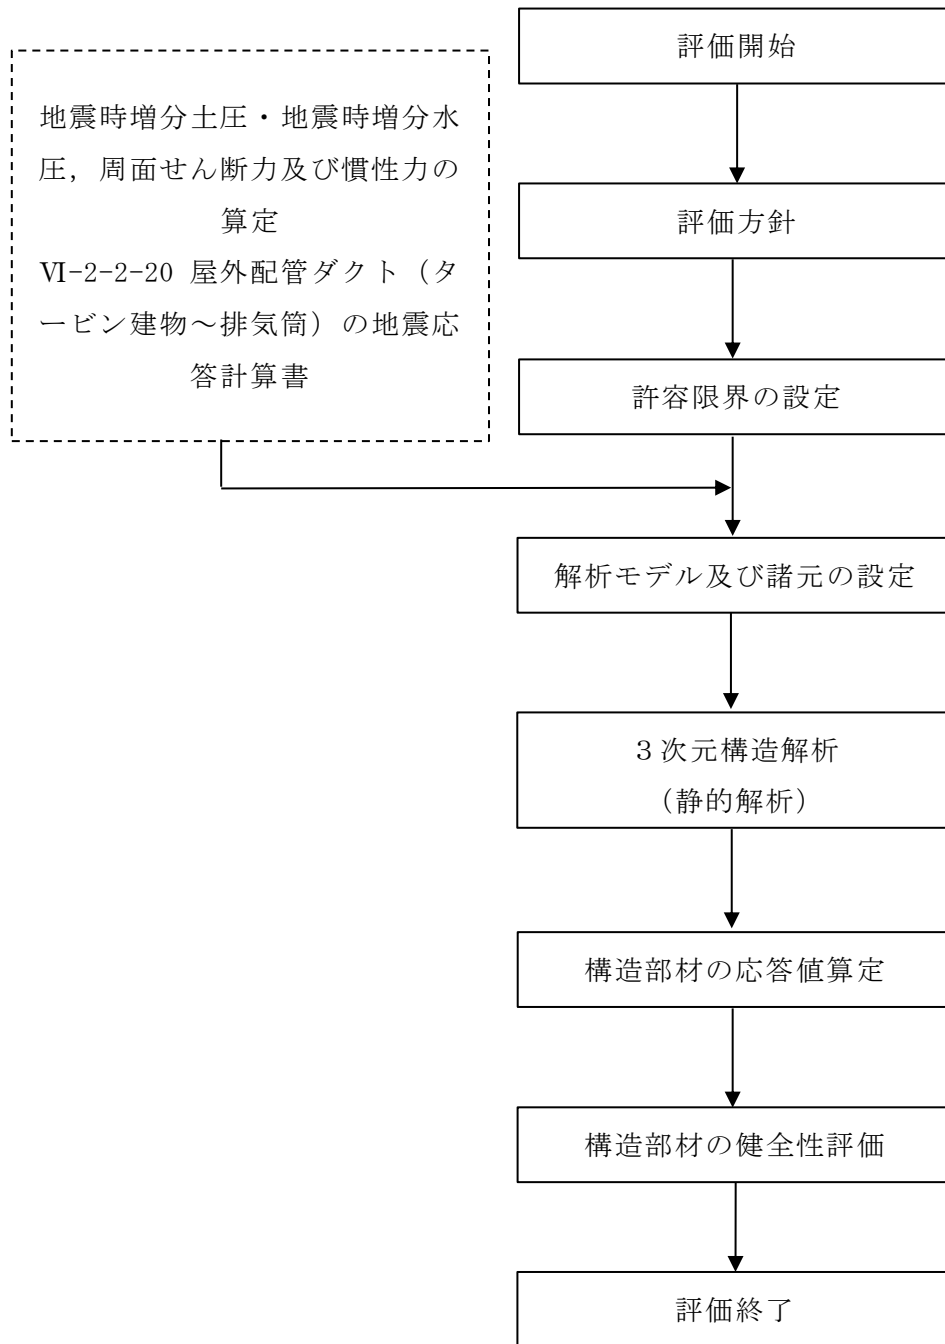 評価開始
地震時増分土圧・地震時増分水
圧，周面せん断力及び慣性力の
算定
Ⅵ-2-2-20 屋外配管ダクト（タ
ービン建物～排気筒）の地震応
答計算書
評価方針
許容限界の設定
解析モデル及び諸元の設定
３次元構造解析
（静的解析）
構造部材の応答値算定
構造部材の健全性評価
評価終了